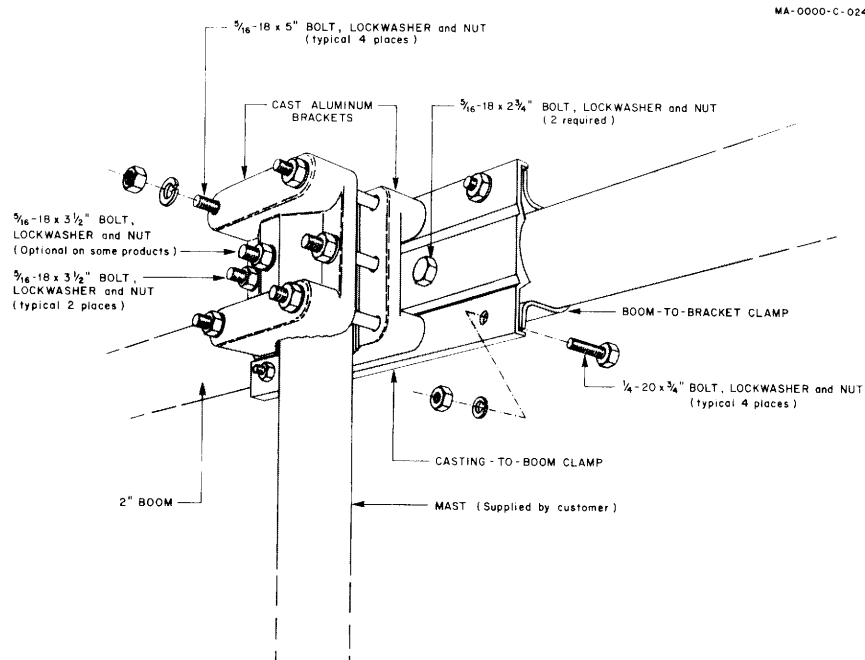 MA-0000-C-024
5/16-18 x 5" BOLT, LOCKWASHER and NUT
(typical 4 places)
CAST ALUMINUM
BRACKETS
5/16-18 x 2 3/4" BOLT, LOCKWASHER and NUT
(2 required)
5/16-18 x 3 1/2" BOLT,
LOCKWASHER and NUT
(Optional on some products)
5/16-18 x 3 1/2" BOLT,
LOCKWASHER and NUT
(typical 2 places)
BOOM-TO-BRACKET CLAMP
1/4-20 x 3/4" BOLT, LOCKWASHER and NUT
(typical 4 places)
CASTING-TO-BOOM CLAMP
2" BOOM
MAST (Supplied by customer)